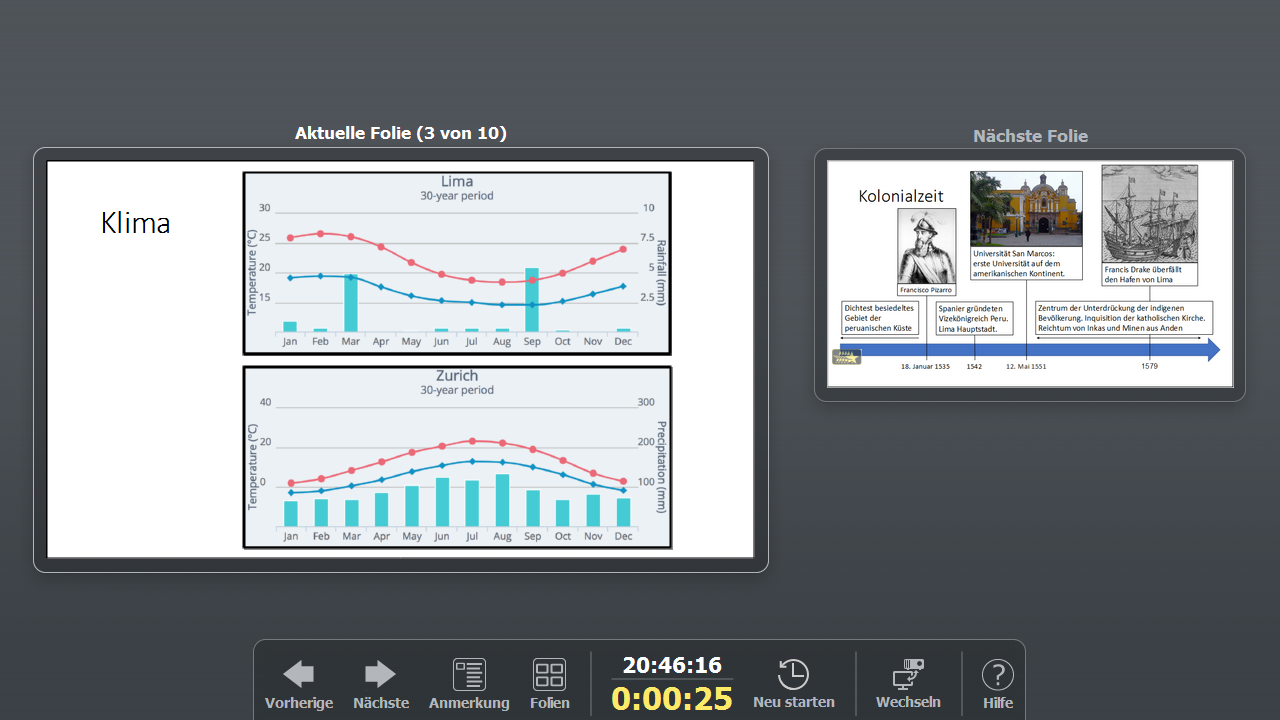 Aktuelle Folie (3 von 10)
Klima
Lima
30-year period
30
25
20
15
10
7.5
5
2.5
Temperature (°C)
Rainfall (mm)
Jan Feb Mar Apr May Jun Jul Aug Sep Oct Nov Dec
Zurich
30-year period
40
20
0
300
200
100
Temperature (°C)
Precipitation (mm)
Jan Feb Mar Apr May Jun Jul Aug Sep Oct Nov Dec
Nächste Folie
Kolonialzeit
Francisco Pizarro
Universität San Marcos:
erste Universität auf dem
amerikanischen Kontinent.
Francis Drake überfällt
den Hafen von Lima
Dichtest besiedeltes
Gebiet der
peruanischen Küste
Spanier gründeten
Vizekönigreich Peru.
Lima Hauptstadt.
Zentrum der Unterdrückung der indigenen
Bevölkerung. Inquisition der katholischen Kirche.
Reichtum von Inkas und Minen aus Anden
18. Januar 1535 1542 12. Mai 1551 1579
Vorherige
Nächste
Anmerkung
Folien
20:46:16
0:00:25
Neu starten
Wechseln
?
Hilfe